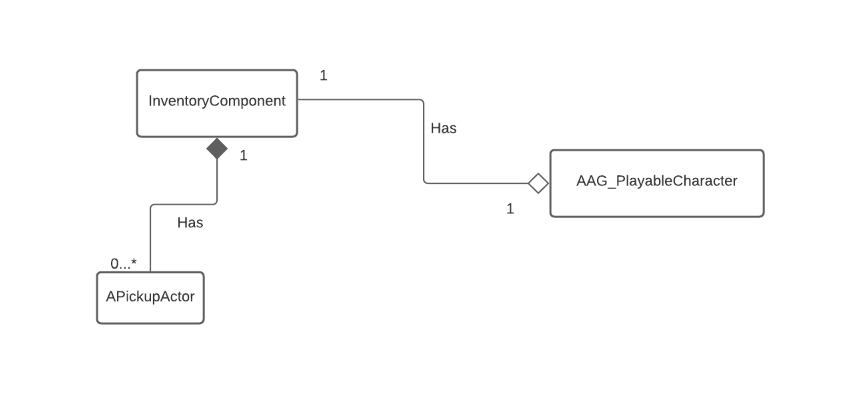 1
InventoryComponent
Has
1
AAG_PlayableCharacter
1
Has
0...*
APickupActor